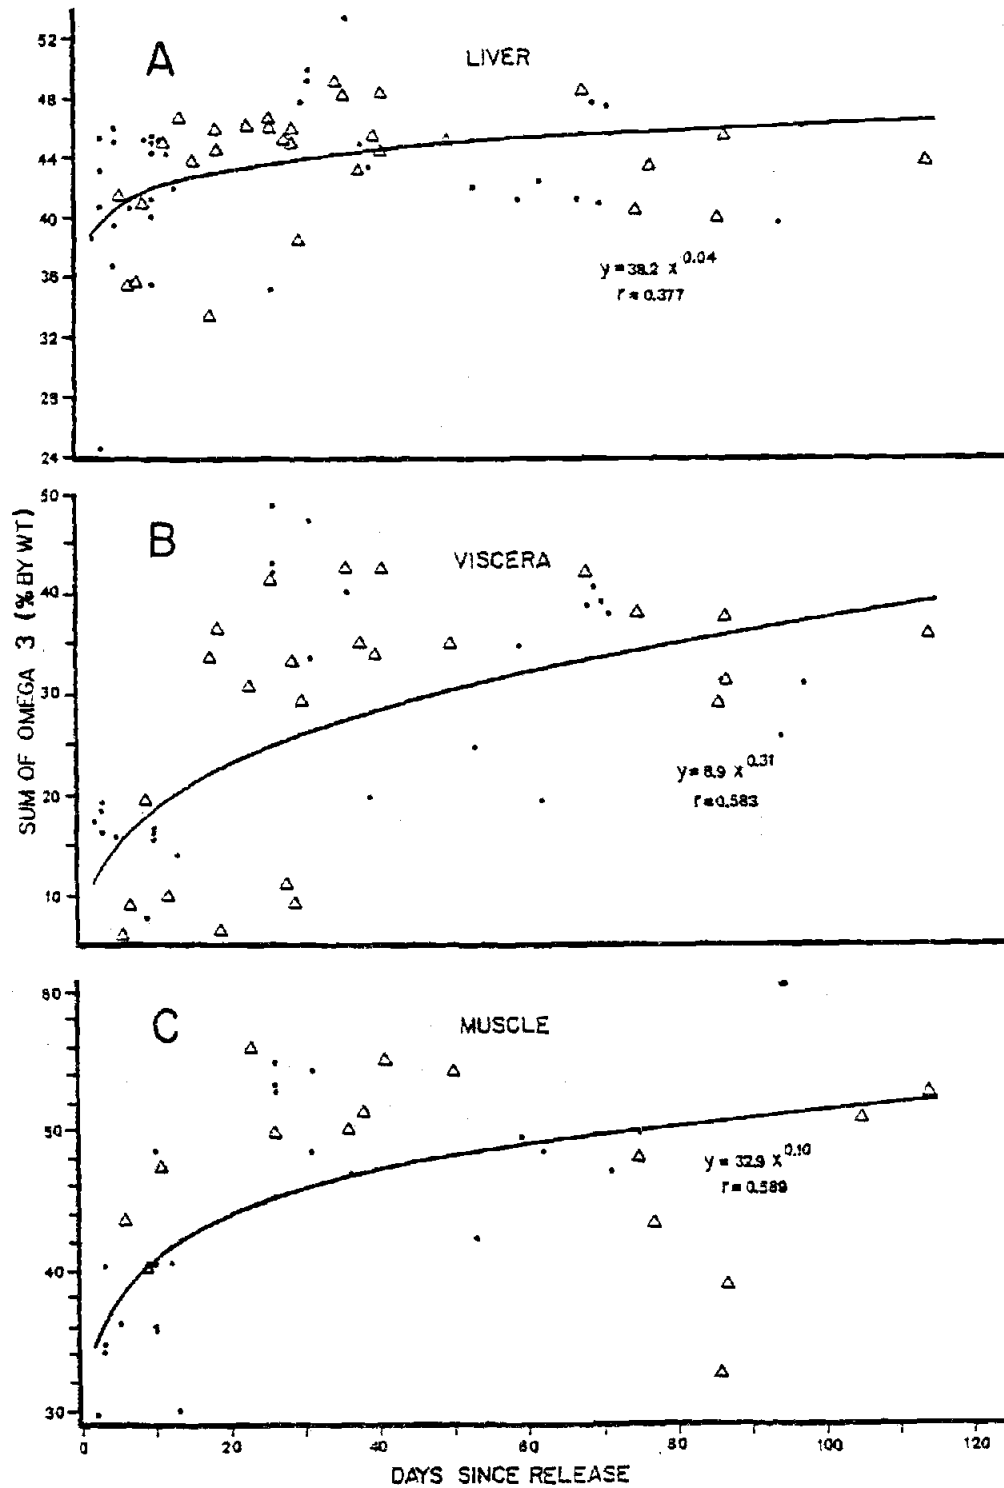 A
LIVER
52
48
44
40
36
32
28
24
y = 38.2 x^0.04
r = 0.377
SUM OF OMEGA 3 (% BY WT)
B
VISCERA
50
40
30
20
10
y = 8.9 x^0.31
r = 0.583
C
MUSCLE
60
50
40
30
y = 32.9 x^0.10
r = 0.589
0 20 40 60 80 100 120
DAYS SINCE RELEASE